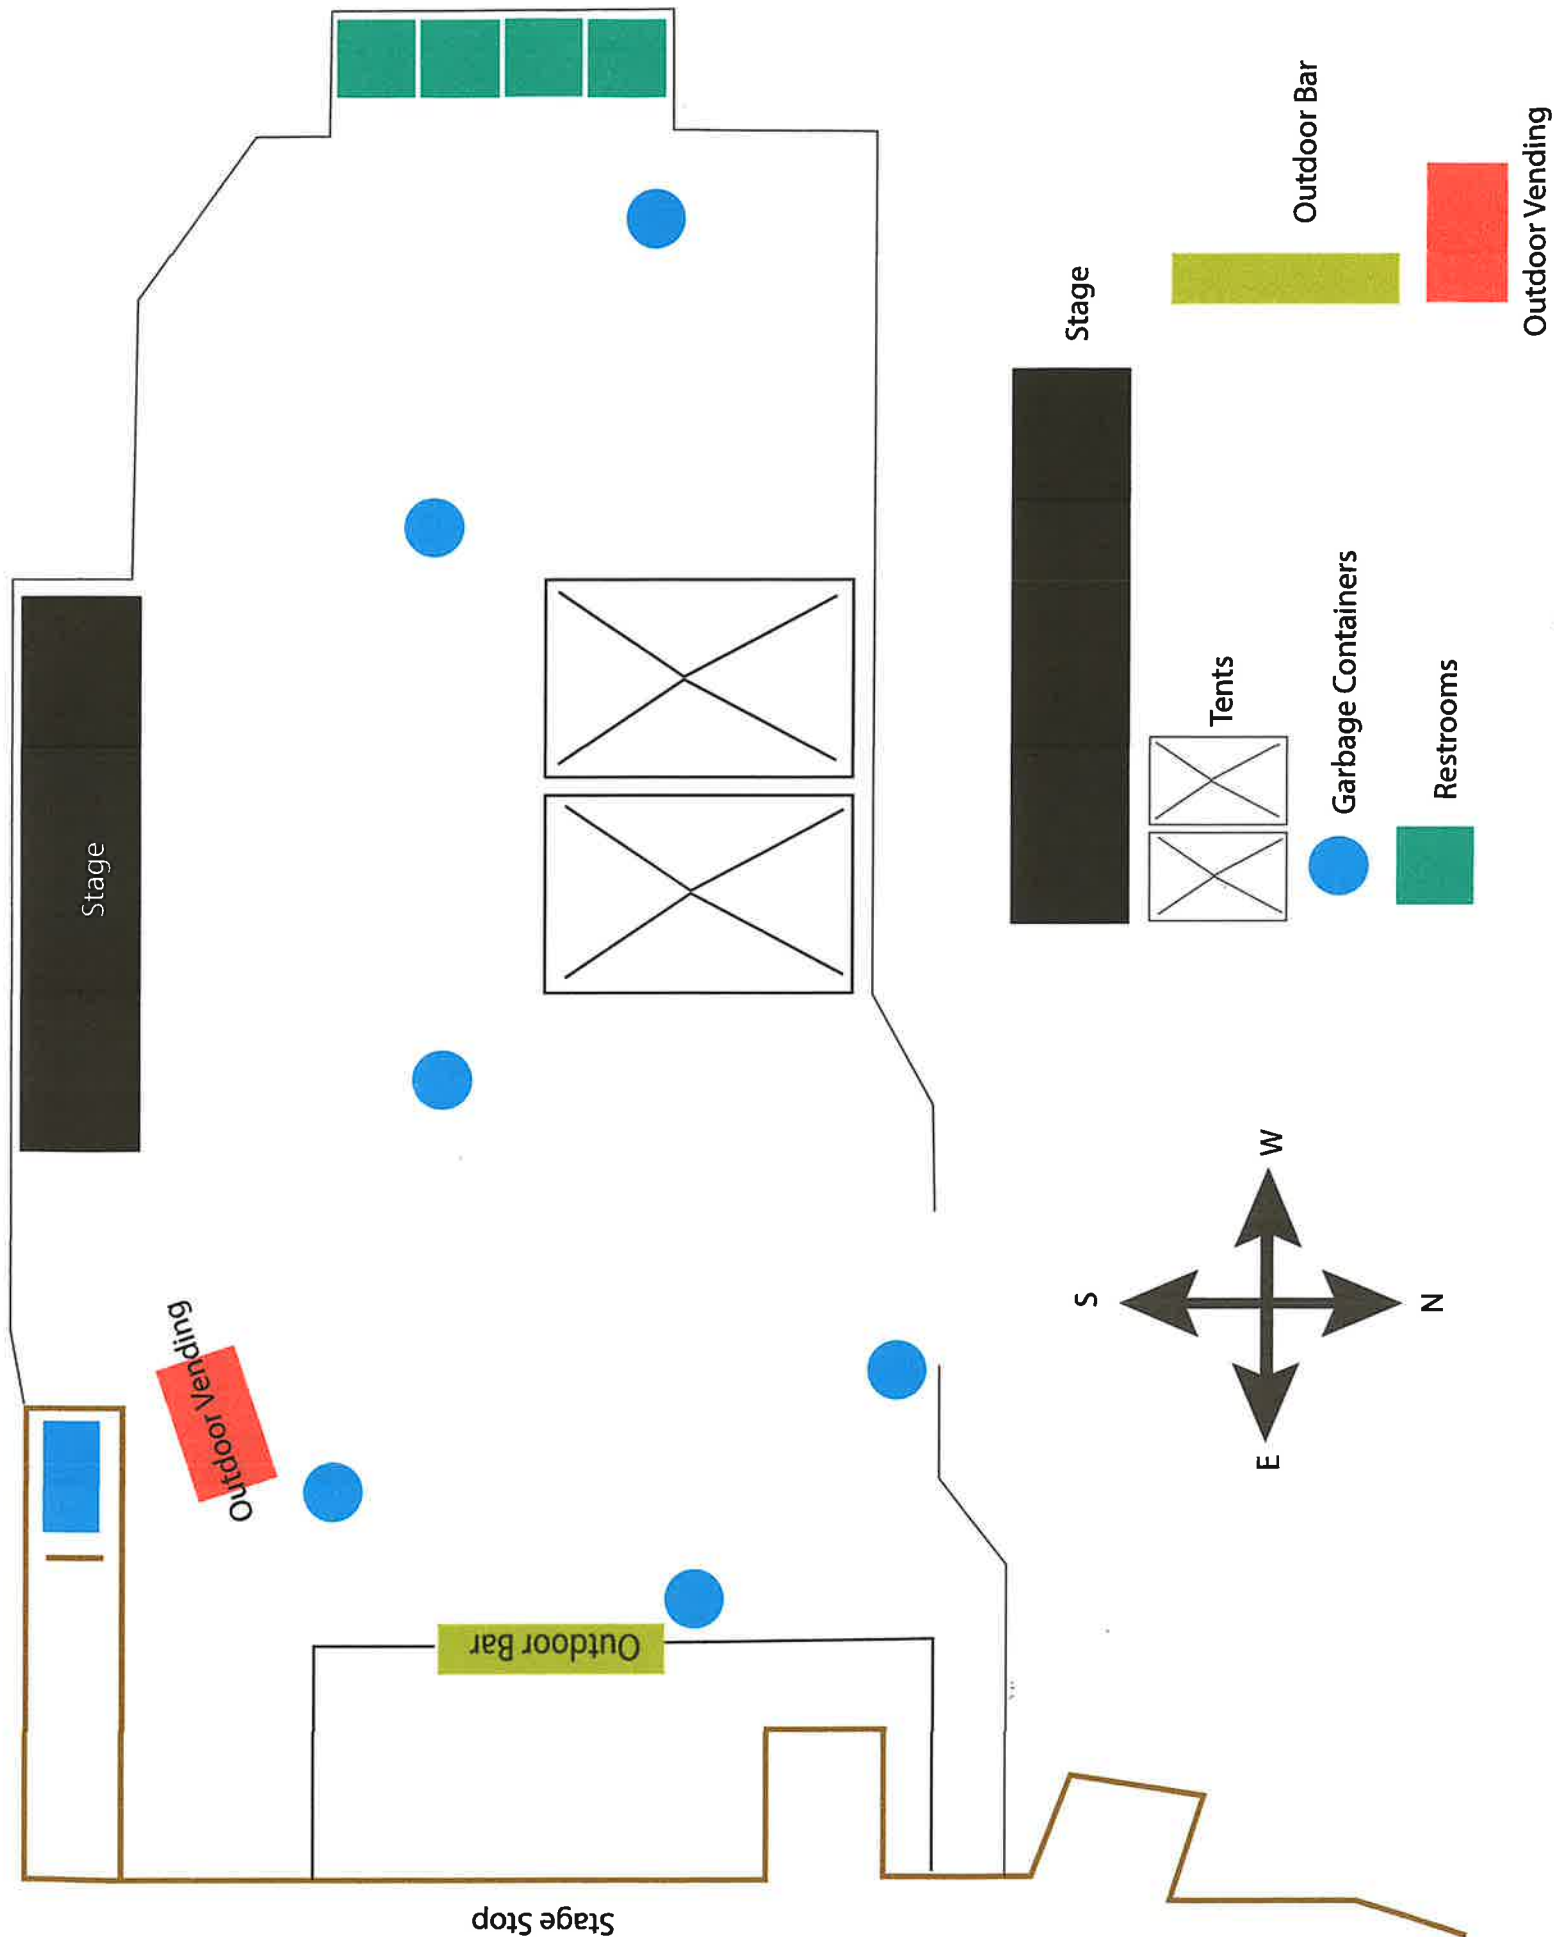 Stage
Outdoor Vending
Outdoor Bar
Stage Stop
Stage
Outdoor Bar
Outdoor Vending
Tents
Garbage Containers
Restrooms
S
W
E
N